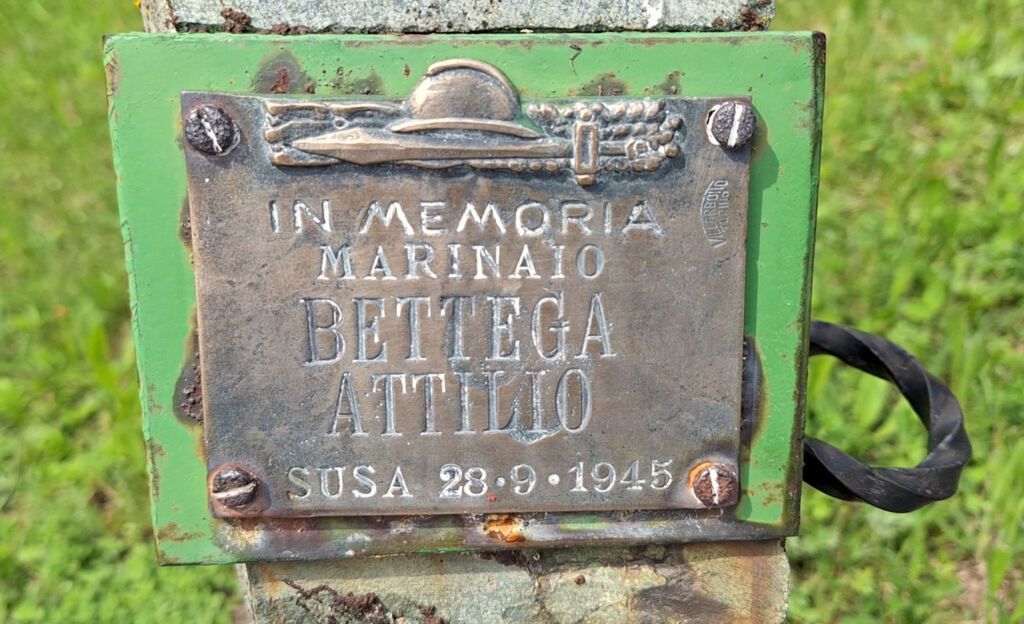 IN MEMORIA
MARINAIO
BETTEGA
ATTILIO
SUSA 28·9·1945